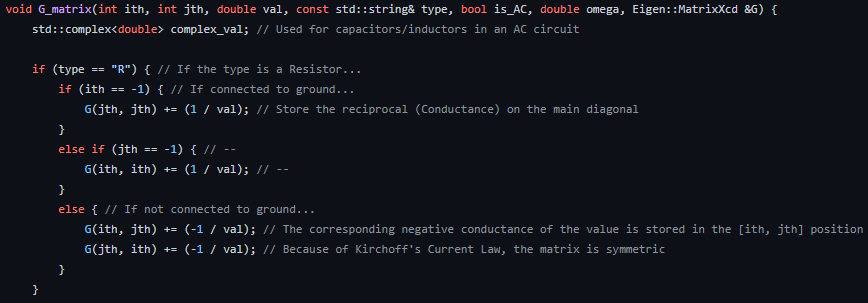 void G_matrix(int ith, int jth, double val, const std::string& type, bool is_AC, double omega, Eigen::MatrixXcd &G) {
    std::complex<double> complex_val; // Used for capacitors/inductors in an AC circuit

    if (type == "R") { // If the type is a Resistor...
        if (ith == -1) { // If connected to ground...
            G(jth, jth) += (1 / val); // Store the reciprocal (Conductance) on the main diagonal
        }
        else if (jth == -1) { // --
            G(ith, ith) += (1 / val); // --
        }
        else { // If not connected to ground...
            G(ith, jth) += (-1 / val); // The corresponding negative conductance of the value is stored in the [ith, jth] position
            G(jth, ith) += (-1 / val); // Because of Kirchoff's Current Law, the matrix is symmetric
        }
    }